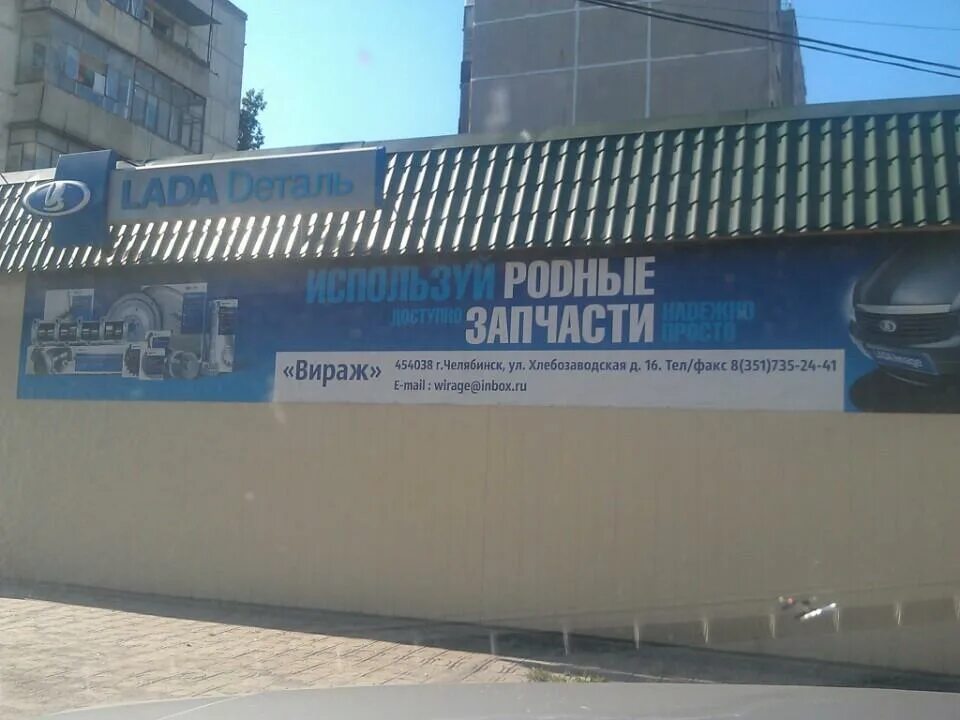 LADA Dеталь
ИСПОЛЬЗУЙ РОДНЫЕ
ДОСТУПНО ЗАПЧАСТИ НАДЕЖНО
ПРОСТО
«Вираж» 454038 г.Челябинск, ул. Хлебозаводская д. 16. Тел/факс 8(351)735-24-41
E-mail : wirage@inbox.ru